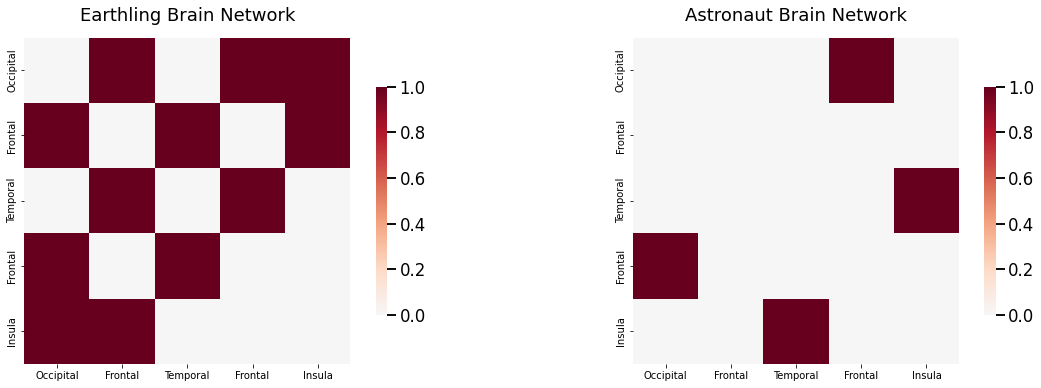 Earthling Brain Network
Occipital
Frontal
Temporal
Frontal
Insula
Occipital Frontal Temporal Frontal Insula
1.0
0.8
0.6
0.4
0.2
0.0
Astronaut Brain Network
Occipital
Frontal
Temporal
Frontal
Insula
Occipital Frontal Temporal Frontal Insula
1.0
0.8
0.6
0.4
0.2
0.0